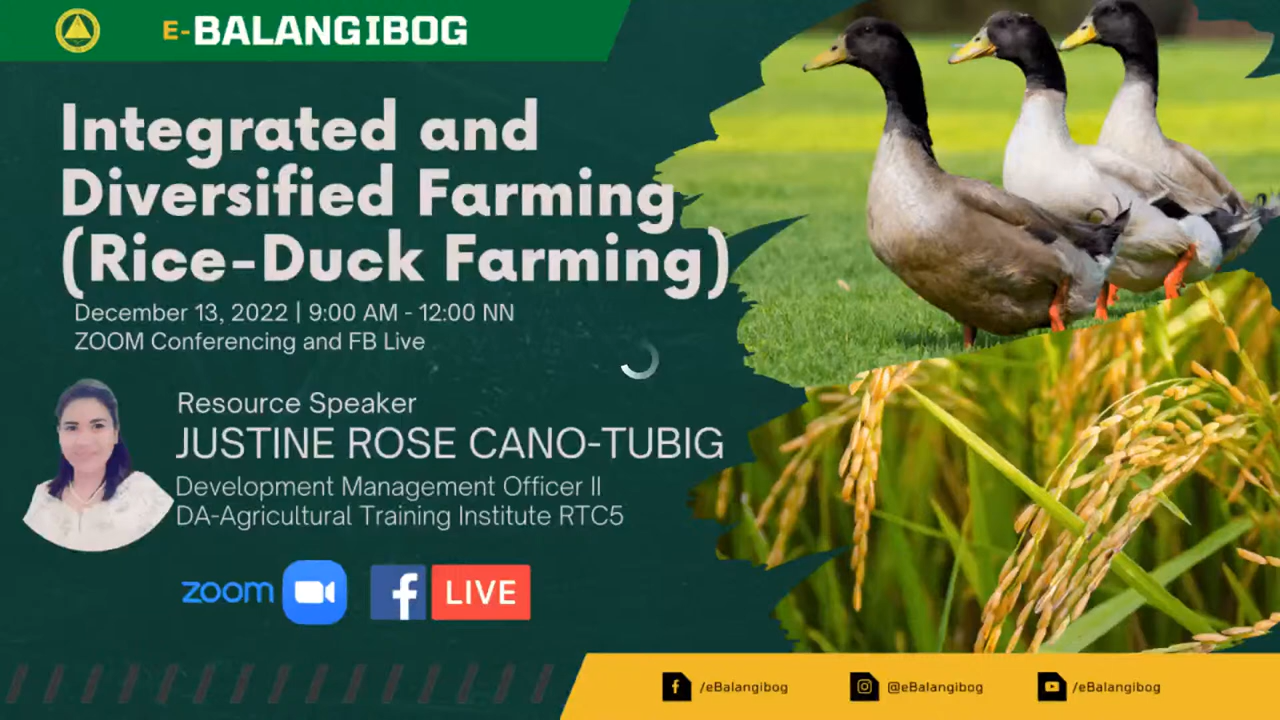 E-BALANGIBOG
Integrated and
Diversified Farming
(Rice-Duck Farming)
December 13, 2022 | 9:00 AM - 12:00 NN
ZOOM Conferencing and FB Live
Resource Speaker
JUSTINE ROSE CANO-TUBIG
Development Management Officer II
DA-Agricultural Training Institute RTC5
zoom
f LIVE
/eBalangibog
@eBalangibog
/eBalangibog